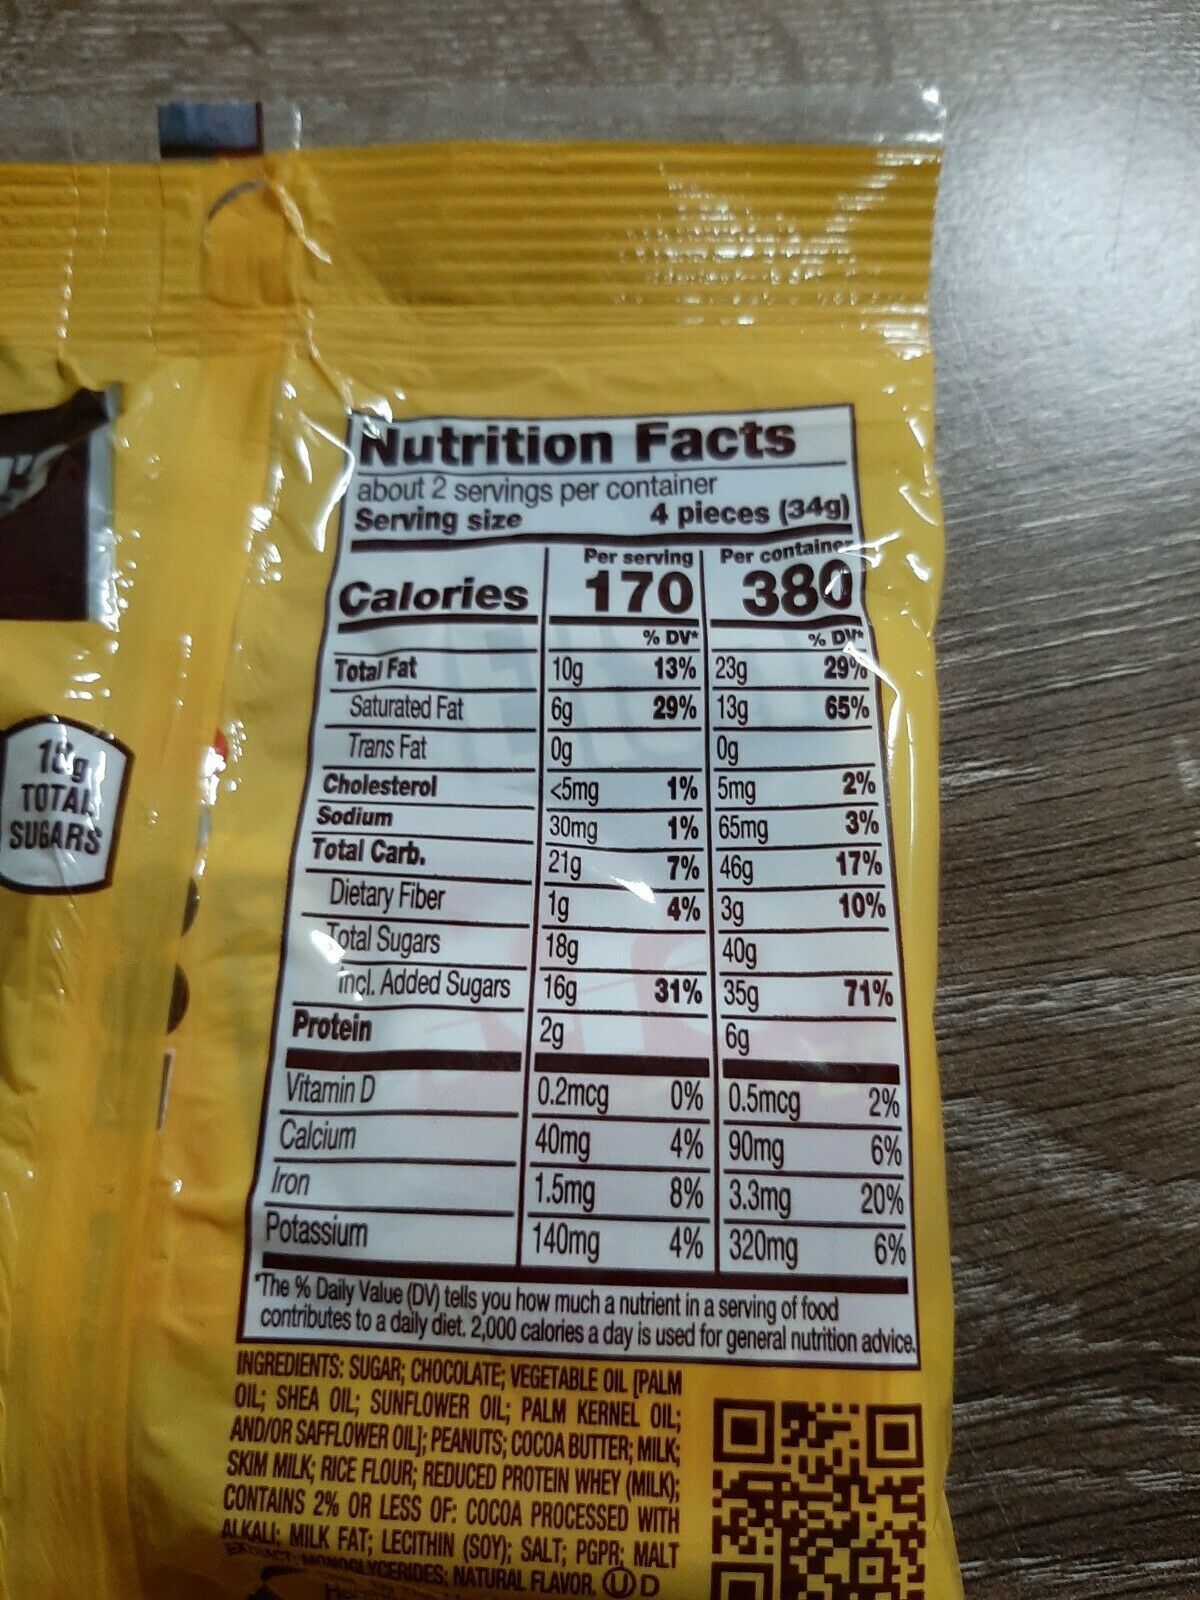 Nutrition Facts
about 2 servings per container
Serving size 4 pieces (34g)
Per serving Per container
Calories 170 380
% DV* % DV*
Total Fat 10g 13% 23g 29%
Saturated Fat 6g 29% 13g 65%
Trans Fat 0g 0g
Cholesterol <5mg 1% 5mg 2%
Sodium 30mg 1% 65mg 3%
Total Carb. 21g 7% 46g 17%
Dietary Fiber 1g 4% 3g 10%
Total Sugars 18g 40g
Incl. Added Sugars 16g 31% 35g 71%
Protein 2g 6g
Vitamin D 0.2mcg 0% 0.5mcg 2%
Calcium 40mg 4% 90mg 6%
Iron 1.5mg 8% 3.3mg 20%
Potassium 140mg 4% 320mg 6%
*The % Daily Value (DV) tells you how much a nutrient in a serving of food
contributes to a daily diet. 2,000 calories a day is used for general nutrition advice.
INGREDIENTS: SUGAR; CHOCOLATE; VEGETABLE OIL [PALM
OIL; SHEA OIL; SUNFLOWER OIL; PALM KERNEL OIL;
AND/OR SAFFLOWER OIL]; PEANUTS; COCOA BUTTER; MILK;
SKIM MILK; RICE FLOUR; REDUCED PROTEIN WHEY (MILK);
CONTAINS 2% OR LESS OF: COCOA PROCESSED WITH
ALKALI; MILK FAT; LECITHIN (SOY); SALT; PGPR; MALT
EXTRACT; MONOGLYCERIDES; NATURAL FLAVOR. U D
TOTAL
SUGARS